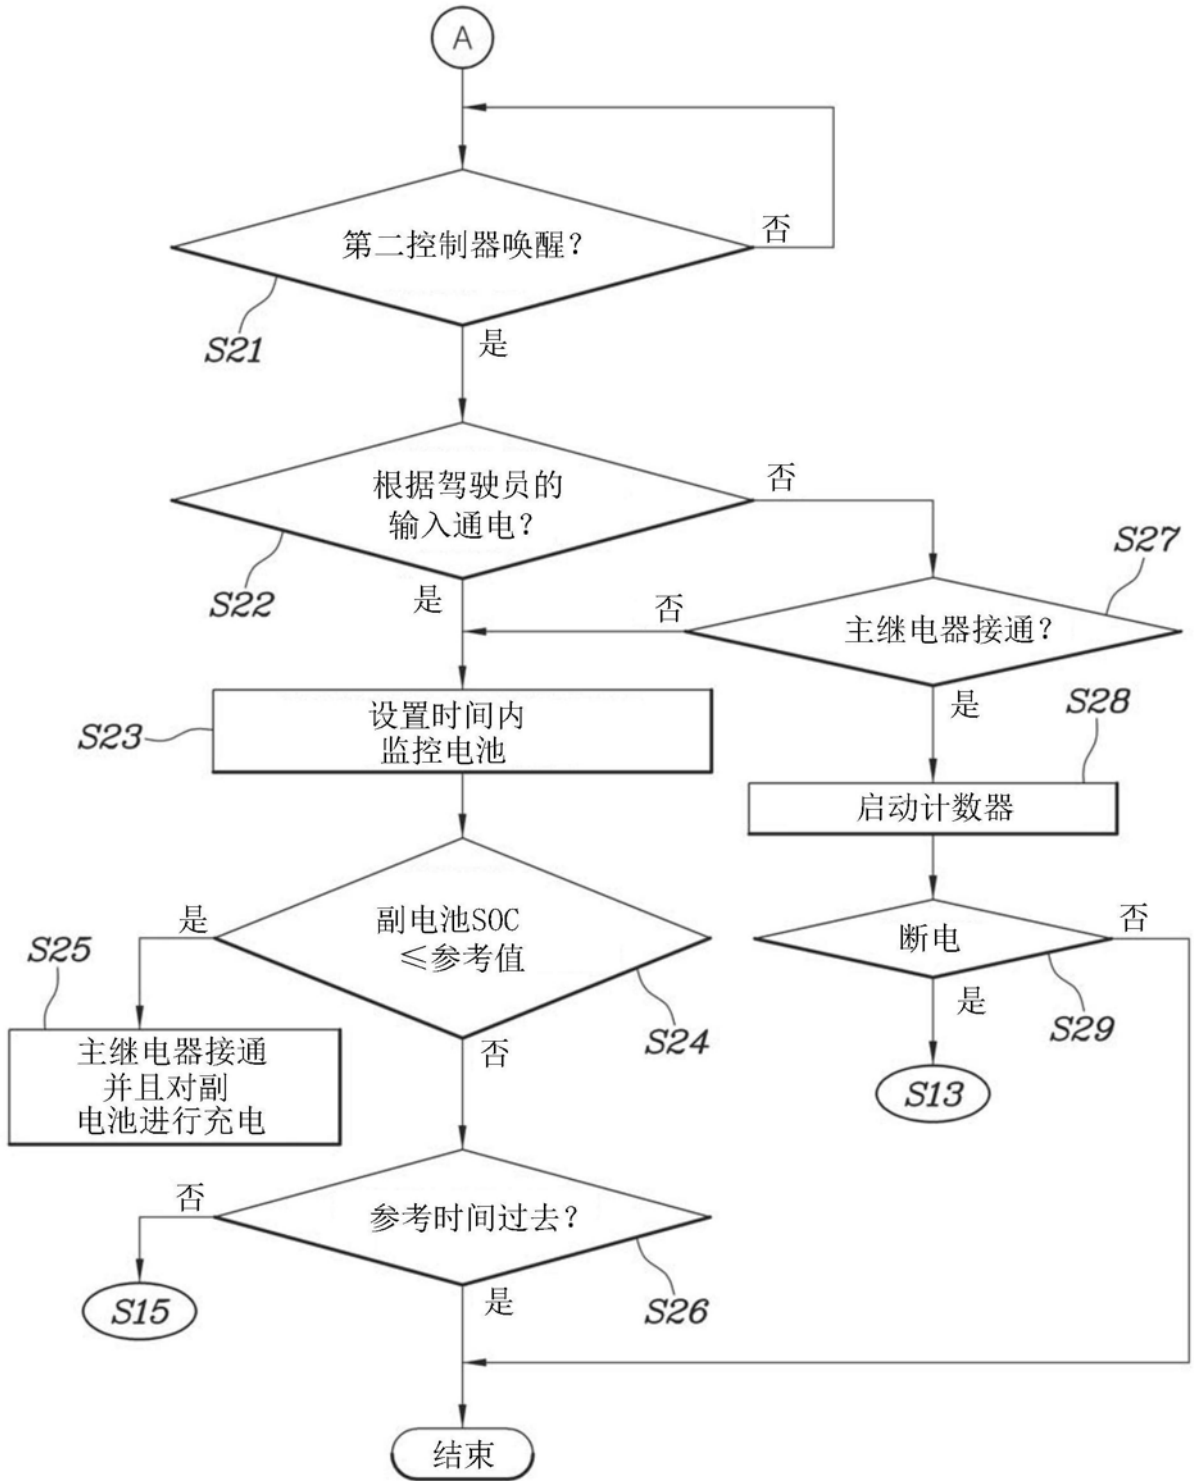 A
第二控制器唤醒？
否
S21
是
根据驾驶员的
输入通电？
否
S22
是
S27
主继电器接通？
否
是
设置时间内
监控电池
S23
S28
启动计数器
副电池SOC
≤参考值
是
否
S24
S25
主继电器接通
并且对副
电池进行充电
断电
否
是
S29
S13
参考时间过去？
否
是
S26
S15
结束